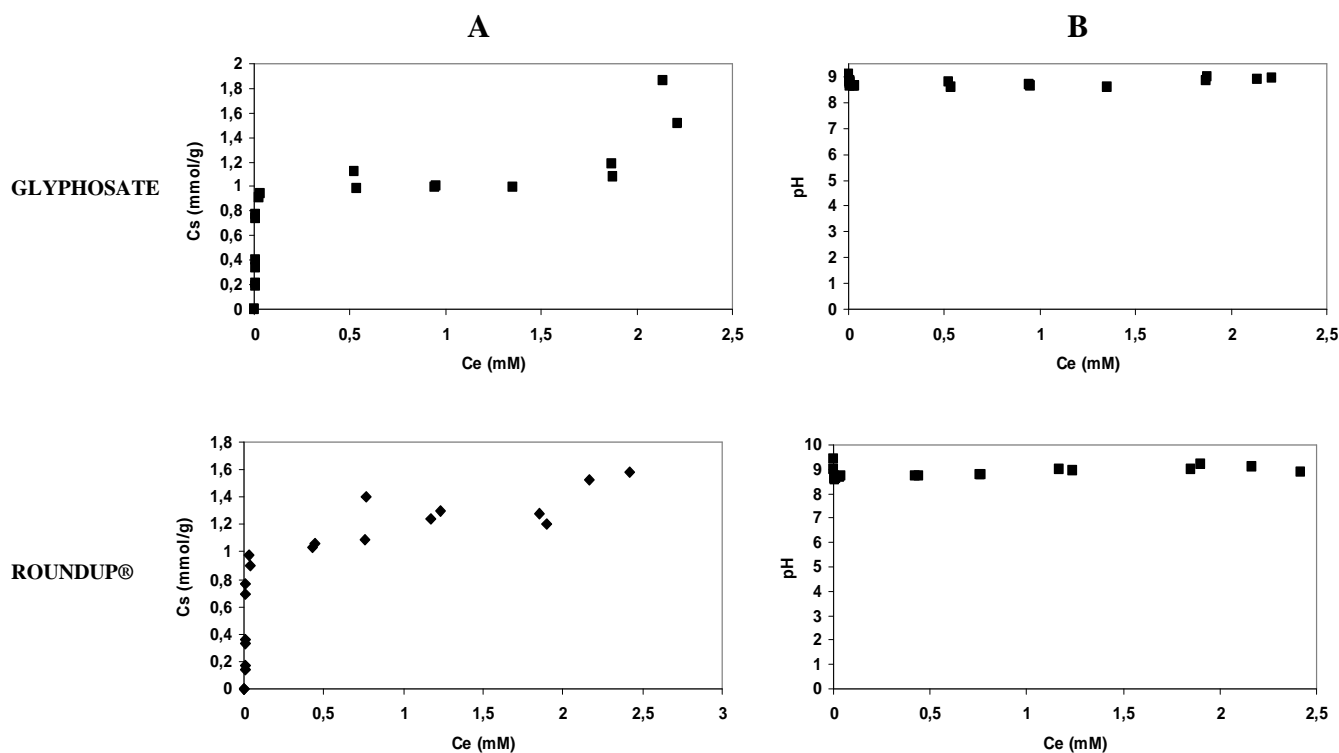 A
B
GLYPHOSATE
Cs (mmol/g)
2
1,8
1,6
1,4
1,2
1
0,8
0,6
0,4
0,2
0
0 0,5 1 1,5 2 2,5
Ce (mM)
pH
10
9
8
7
6
5
4
3
2
1
0
0 0,5 1 1,5 2 2,5
Ce (mM)
ROUNDUP®
Cs (mmol/g)
1,8
1,6
1,4
1,2
1
0,8
0,6
0,4
0,2
0
0 0,5 1 1,5 2 2,5 3
Ce (mM)
pH
10
9
8
7
6
5
4
3
2
1
0
0 0,5 1 1,5 2 2,5
Ce (mM)